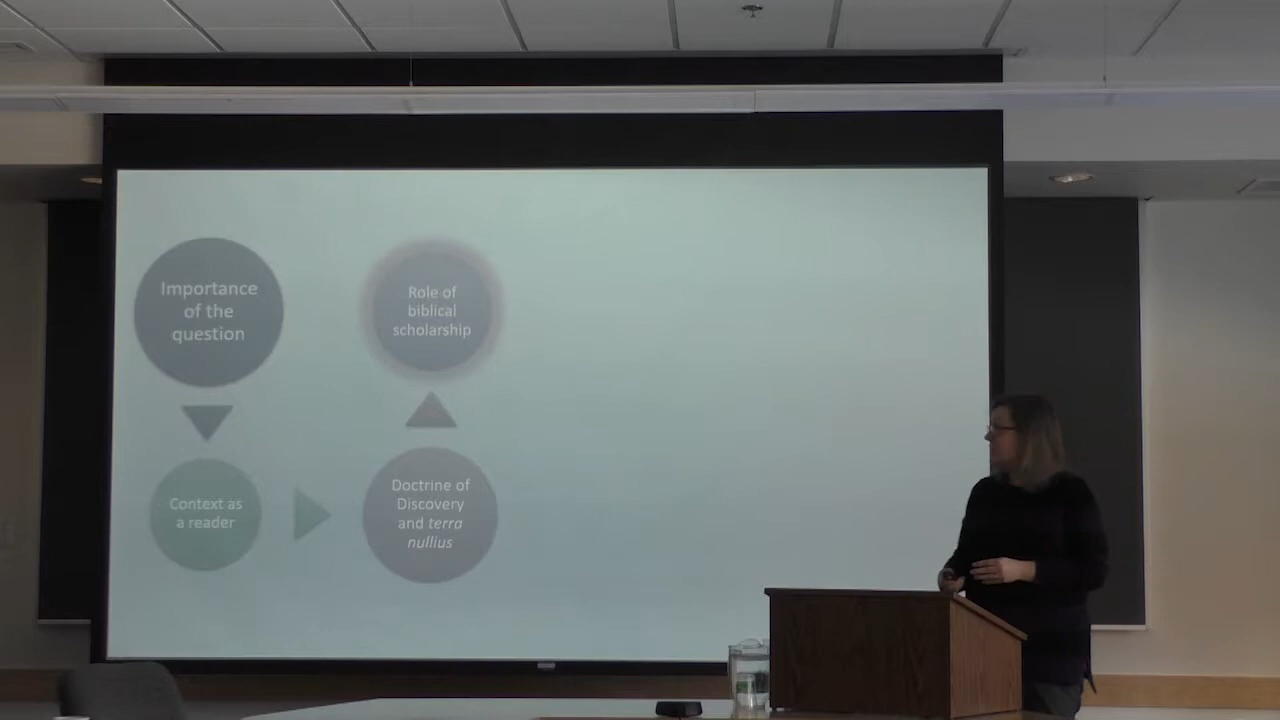 Importance
of the
question
Context as
a reader
Doctrine of
Discovery
and terra
nullius
Role of
biblical
scholarship